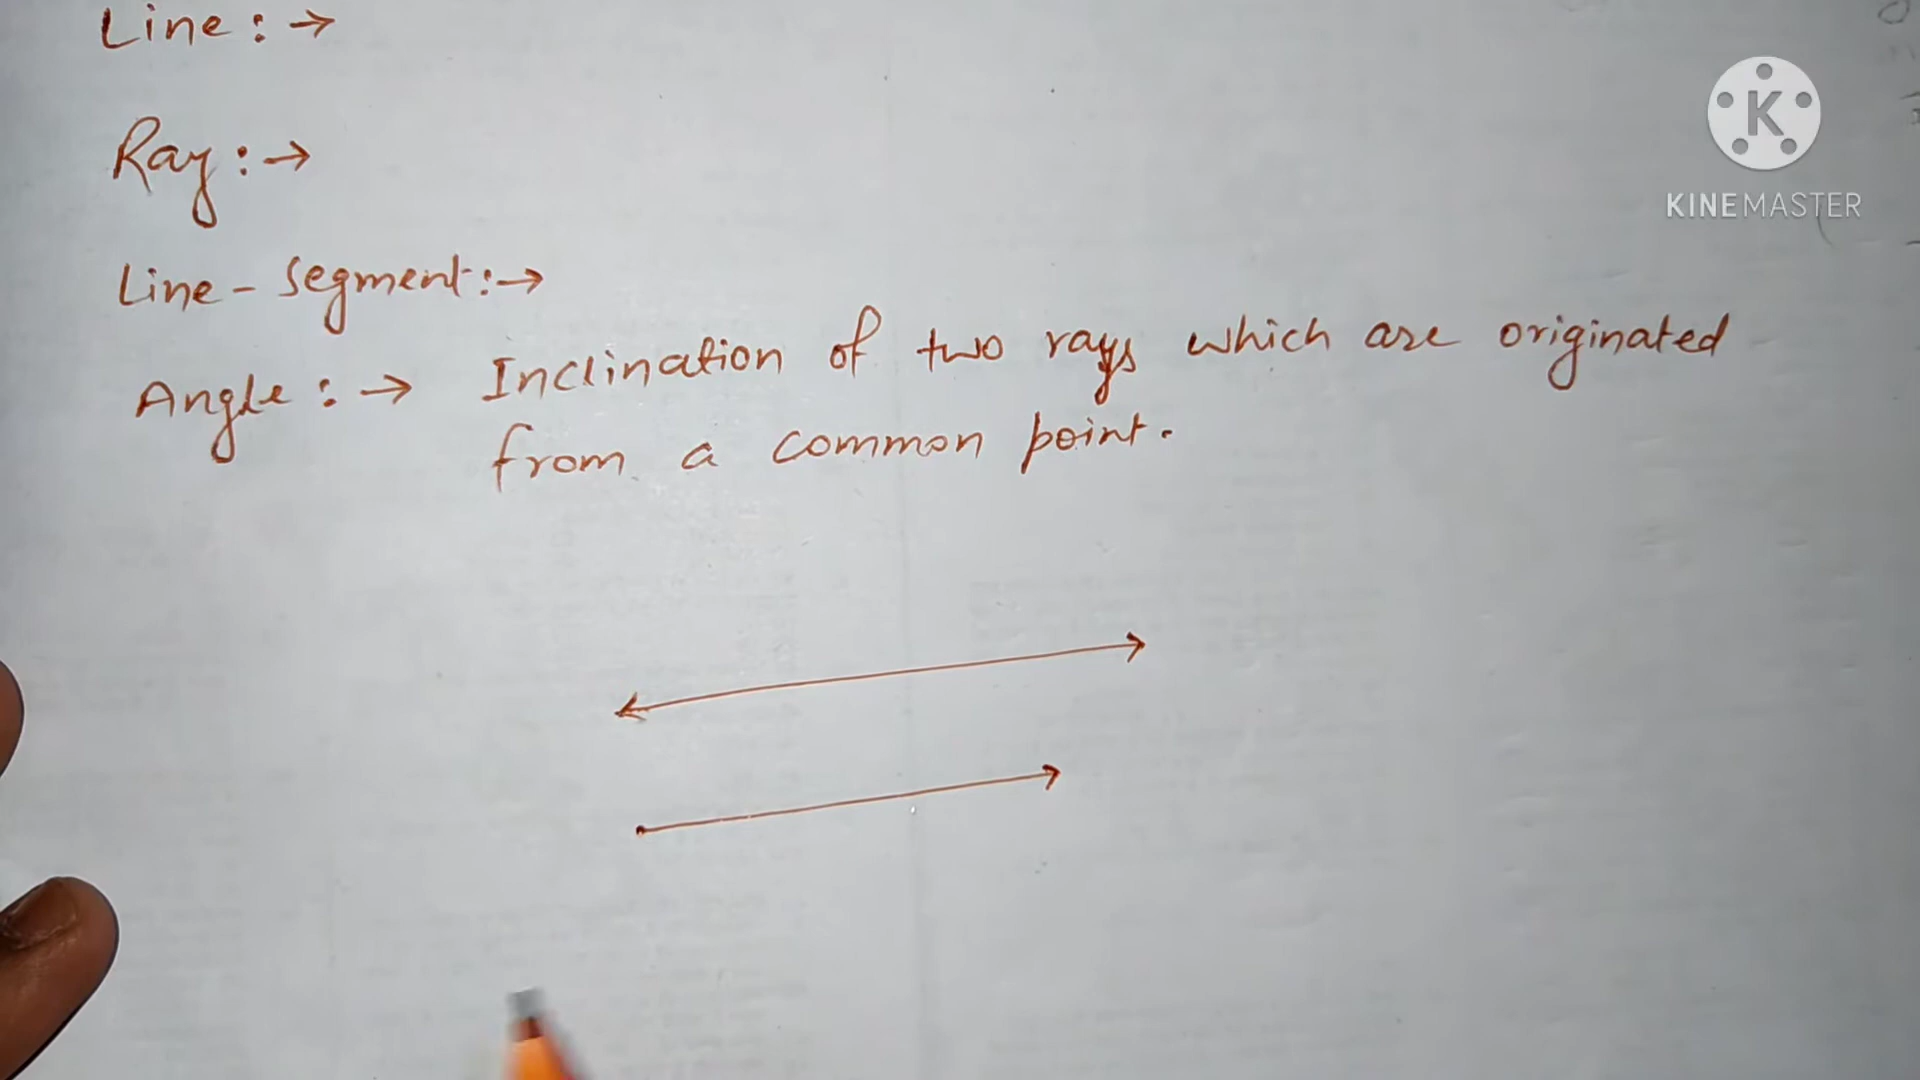 Line :→
Ray :→
Line - segment :→
Angle :→ Inclination of two rays which are originated
from a common point.
K
KINEMASTER